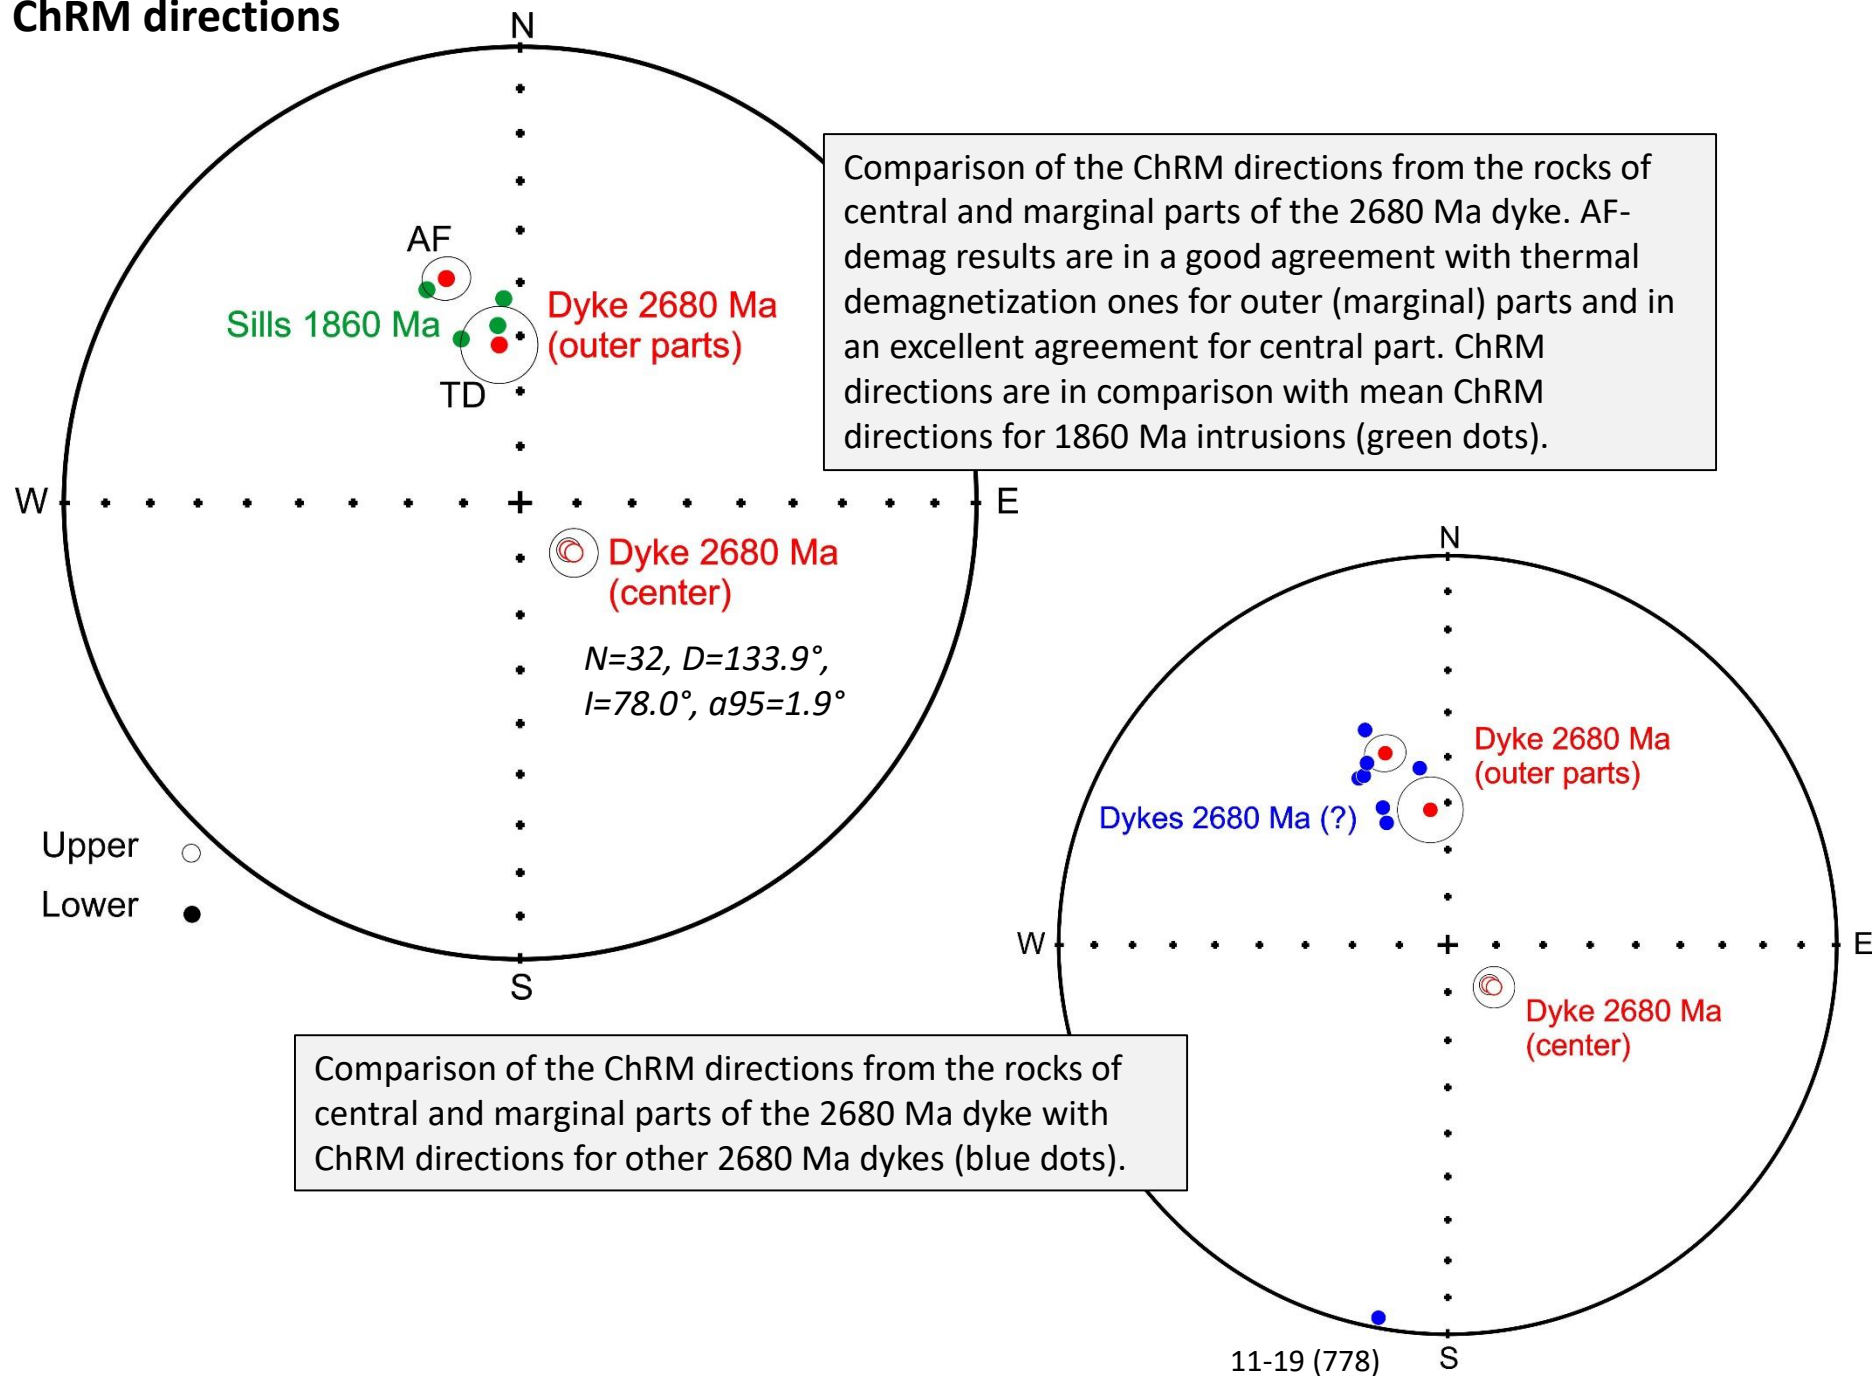 ChRM directions
N
AF
Sills 1860 Ma
Dyke 2680 Ma
(outer parts)
TD
W
E
Dyke 2680 Ma
(center)
N=32, D=133.9°,
I=78.0°, α95=1.9°
Upper
Lower
S
Comparison of the ChRM directions from the rocks of
central and marginal parts of the 2680 Ma dyke. AF-
demag results are in a good agreement with thermal
demagnetization ones for outer (marginal) parts and in
an excellent agreement for central part. ChRM
directions are in comparison with mean ChRM
directions for 1860 Ma intrusions (green dots).
N
Dyke 2680 Ma
(outer parts)
Dykes 2680 Ma (?)
W
E
Dyke 2680 Ma
(center)
11-19 (778)
S
Comparison of the ChRM directions from the rocks of
central and marginal parts of the 2680 Ma dyke with
ChRM directions for other 2680 Ma dykes (blue dots).